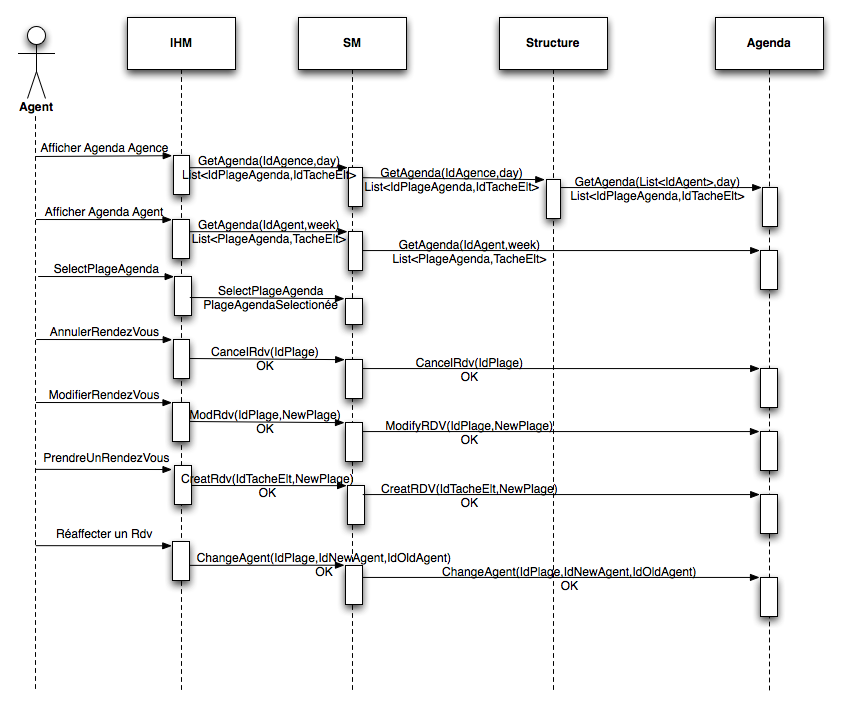 IHM
SM
Structure
Agenda
Agent
Afficher Agenda Agence
GetAgenda(IdAgence,day)
List<IdPlageAgenda,IdTacheElt>
GetAgenda(IdAgence,day)
List<IdPlageAgenda,IdTacheElt>
GetAgenda(List<IdAgent>,day)
List<IdPlageAgenda,IdTacheElt>
Afficher Agenda Agent
GetAgenda(IdAgent,week)
List<PlageAgenda,TacheElt>
GetAgenda(IdAgent,week)
List<PlageAgenda,TacheElt>
SelectPlageAgenda
SelectPlageAgenda
PlageAgendaSelectionée
AnnulerRendezVous
CancelRdv(IdPlage)
OK
CancelRdv(IdPlage)
OK
ModifierRendezVous
ModRdv(IdPlage,NewPlage)
OK
ModifyRDV(IdPlage,NewPlage)
OK
PrendreUnRendezVous
CreatRdv(IdTacheElt,NewPlage)
OK
CreatRDV(IdTacheElt,NewPlage)
OK
Réaffecter un Rdv
ChangeAgent(IdPlage,IdNewAgent,IdOldAgent)
OK
ChangeAgent(IdPlage,IdNewAgent,IdOldAgent)
OK